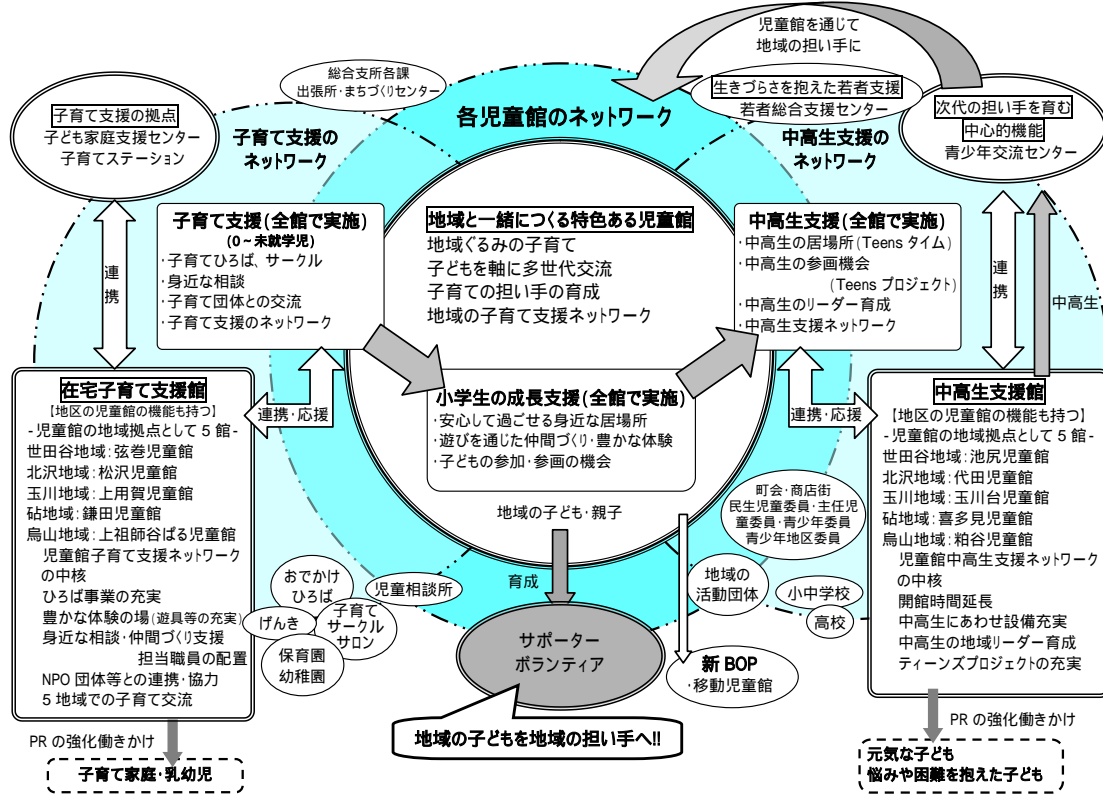 児童館を通じて
地域の担い手に
総合支所各課
出張所・まちづくりセンター
生きづらさを抱えた若者支援
若者総合支援センター
子育て支援の拠点
子ども家庭支援センター
子育てステーション
次代の担い手を育む
中心的機能
青少年交流センター
各児童館のネットワーク
子育て支援の
ネットワーク
中高生支援の
ネットワーク
連
携
子育て支援(全館で実施)
(0~未就学児)
・子育てひろば、サークル
・身近な相談
・子育て団体との交流
・子育て支援のネットワーク
地域と一緒につくる特色ある児童館
地域ぐるみの子育て
子どもを軸に多世代交流
子育ての担い手の育成
地域の子育て支援ネットワーク
中高生支援(全館で実施)
・中高生の居場所(Teens タイム)
・中高生の参画機会
(Teens プロジェクト)
・中高生のリーダー育成
・中高生支援ネットワーク
連
携
中高生
小学生の成長支援(全館で実施)
・安心して過ごせる身近な居場所
・遊びを通じた仲間づくり・豊かな体験
・子どもの参加・参画の機会
連携・応援
連携・応援
在宅子育て支援館
【地区の児童館の機能も持つ】
-児童館の地域拠点として5館-
世田谷地域:弦巻児童館
北沢地域:松沢児童館
玉川地域:上用賀児童館
砧地域:鎌田児童館
烏山地域:上祖師谷ぱる児童館
児童館子育て支援ネットワーク
の中核
ひろば事業の充実
豊かな体験の場(遊具等の充実)
身近な相談・仲間づくり支援
担当職員の配置
NPO 団体等との連携・協力
5 地域での子育て交流
中高生支援館
【地区の児童館の機能も持つ】
-児童館の地域拠点として5館-
世田谷地域:池尻児童館
北沢地域:代田児童館
玉川地域:玉川台児童館
砧地域:喜多見児童館
烏山地域:粕谷児童館
児童館中高生支援ネットワーク
の中核
開館時間延長
中高生にあわせ設備充実
中高生の地域リーダー育成
ティーンズプロジェクトの充実
地域の子ども・親子
町会・商店街
民生児童委員・主任児
童委員・青少年委員
青少年地区委員
育成
児童相談所
おでかけ
ひろば
げんき
子育て
サークル
サロン
保育園
幼稚園
地域の
活動団体
小中学校
高校
サポーター
ボランティア
新 BOP
・移動児童館
地域の子どもを地域の担い手へ!!
PR の強化働きかけ
子育て家庭・乳幼児
PR の強化働きかけ
元気な子ども
悩みや困難を抱えた子ども